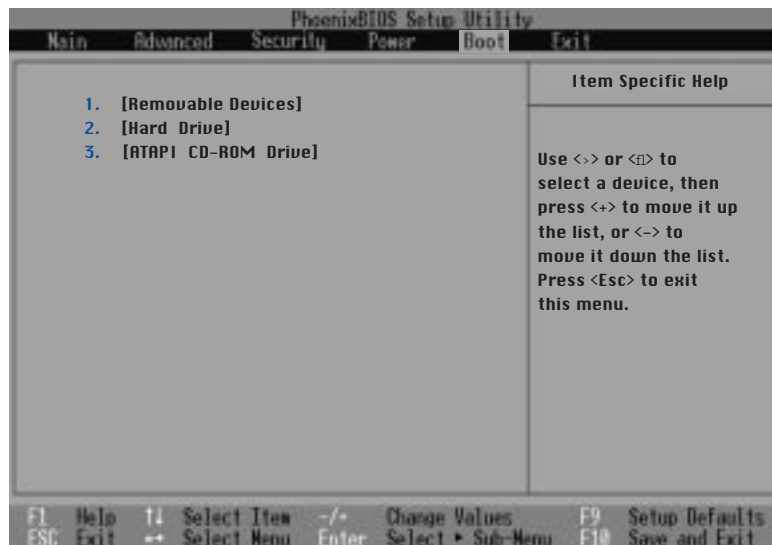 PhoenixBIOS Setup Utility
Main Advanced Security Power Boot Exit
Item Specific Help
1. [Removable Devices]
2. [Hard Drive]
3. [ATAPI CD-ROM Drive]
Use <›> or <ﬂ> to
select a device, then
press <+> to move it up
the list, or <-> to
move it down the list.
Press <Esc> to exit
this menu.
F1 Help ↑↓ Select Item -/+ Change Values F9 Setup Defaults
ESC Exit ↔ Select Menu Enter Select ► Sub-Menu F10 Save and Exit